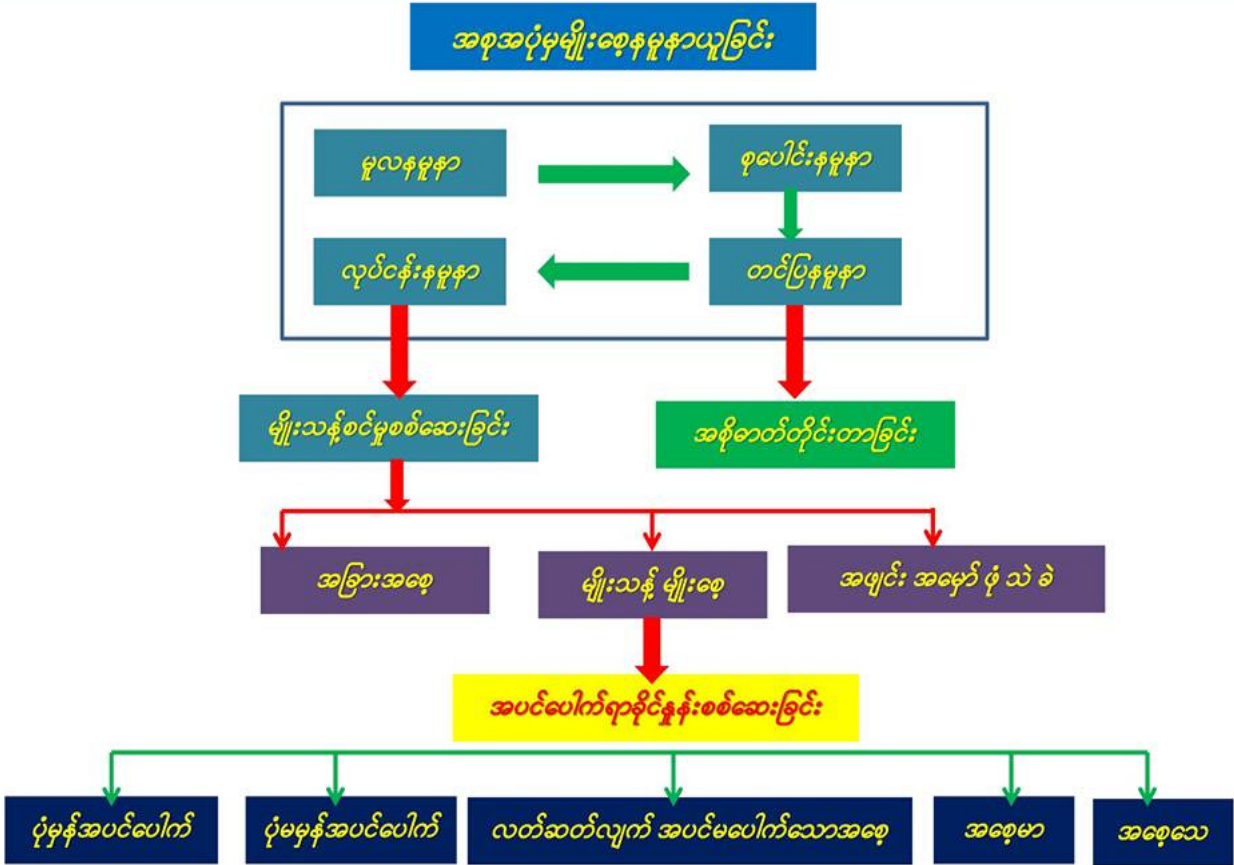 အစုအပုံမှမျိုးစေ့နမူနာယူခြင်း
မူလနမူနာ
စုပေါင်းနမူနာ
လုပ်ငန်းနမူနာ
တင်ပြနမူနာ
မျိုးသန့်စင်မှုစစ်ဆေးခြင်း
အစိုဓာတ်တိုင်းတာခြင်း
အခြားအစေ့
မျိုးသန့် မျိုးစေ့
အဖျင်း အမှော် ဖုံ သဲ ခဲ
အပင်ပေါက်ရာခိုင်နှုန်းစစ်ဆေးခြင်း
ပုံမှန်အပင်ပေါက်
ပုံမမှန်အပင်ပေါက်
လတ်ဆတ်လျက် အပင်မပေါက်သောအစေ့
အစေ့မာ
အစေ့သေ